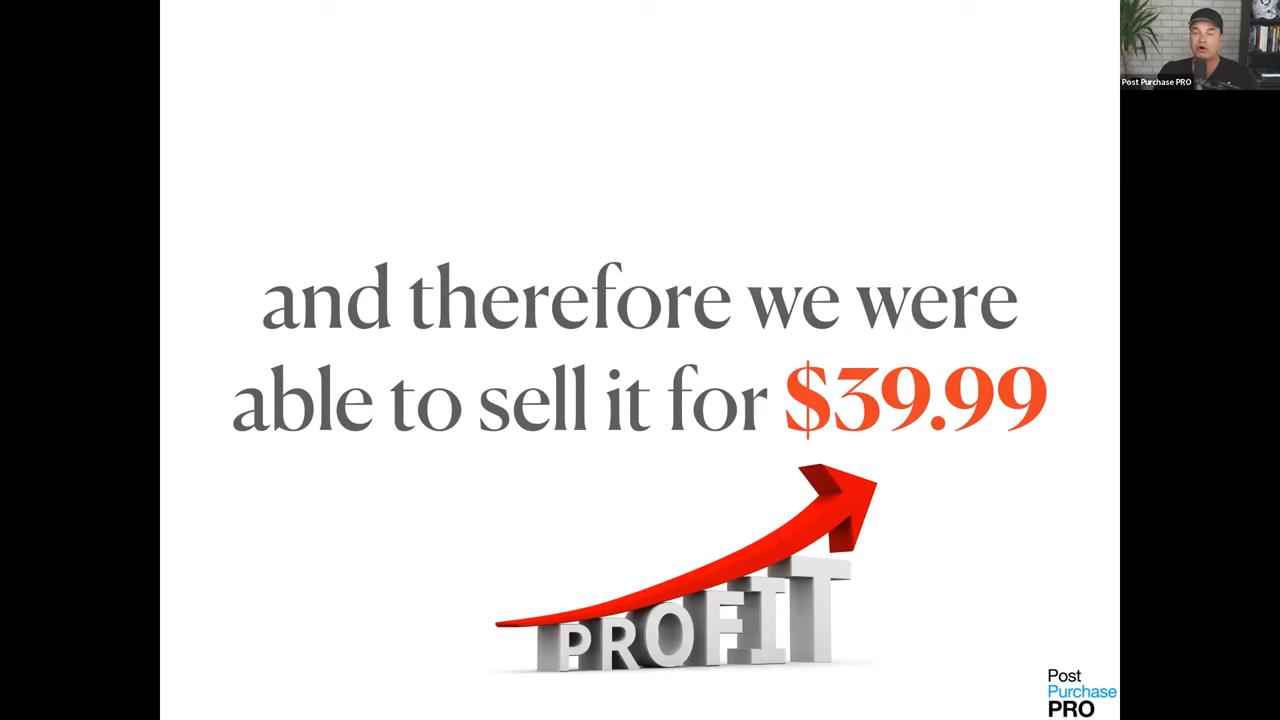 Post Purchase PRO
and therefore we were
able to sell it for $39.99
PROFIT
Post
Purchase
PRO